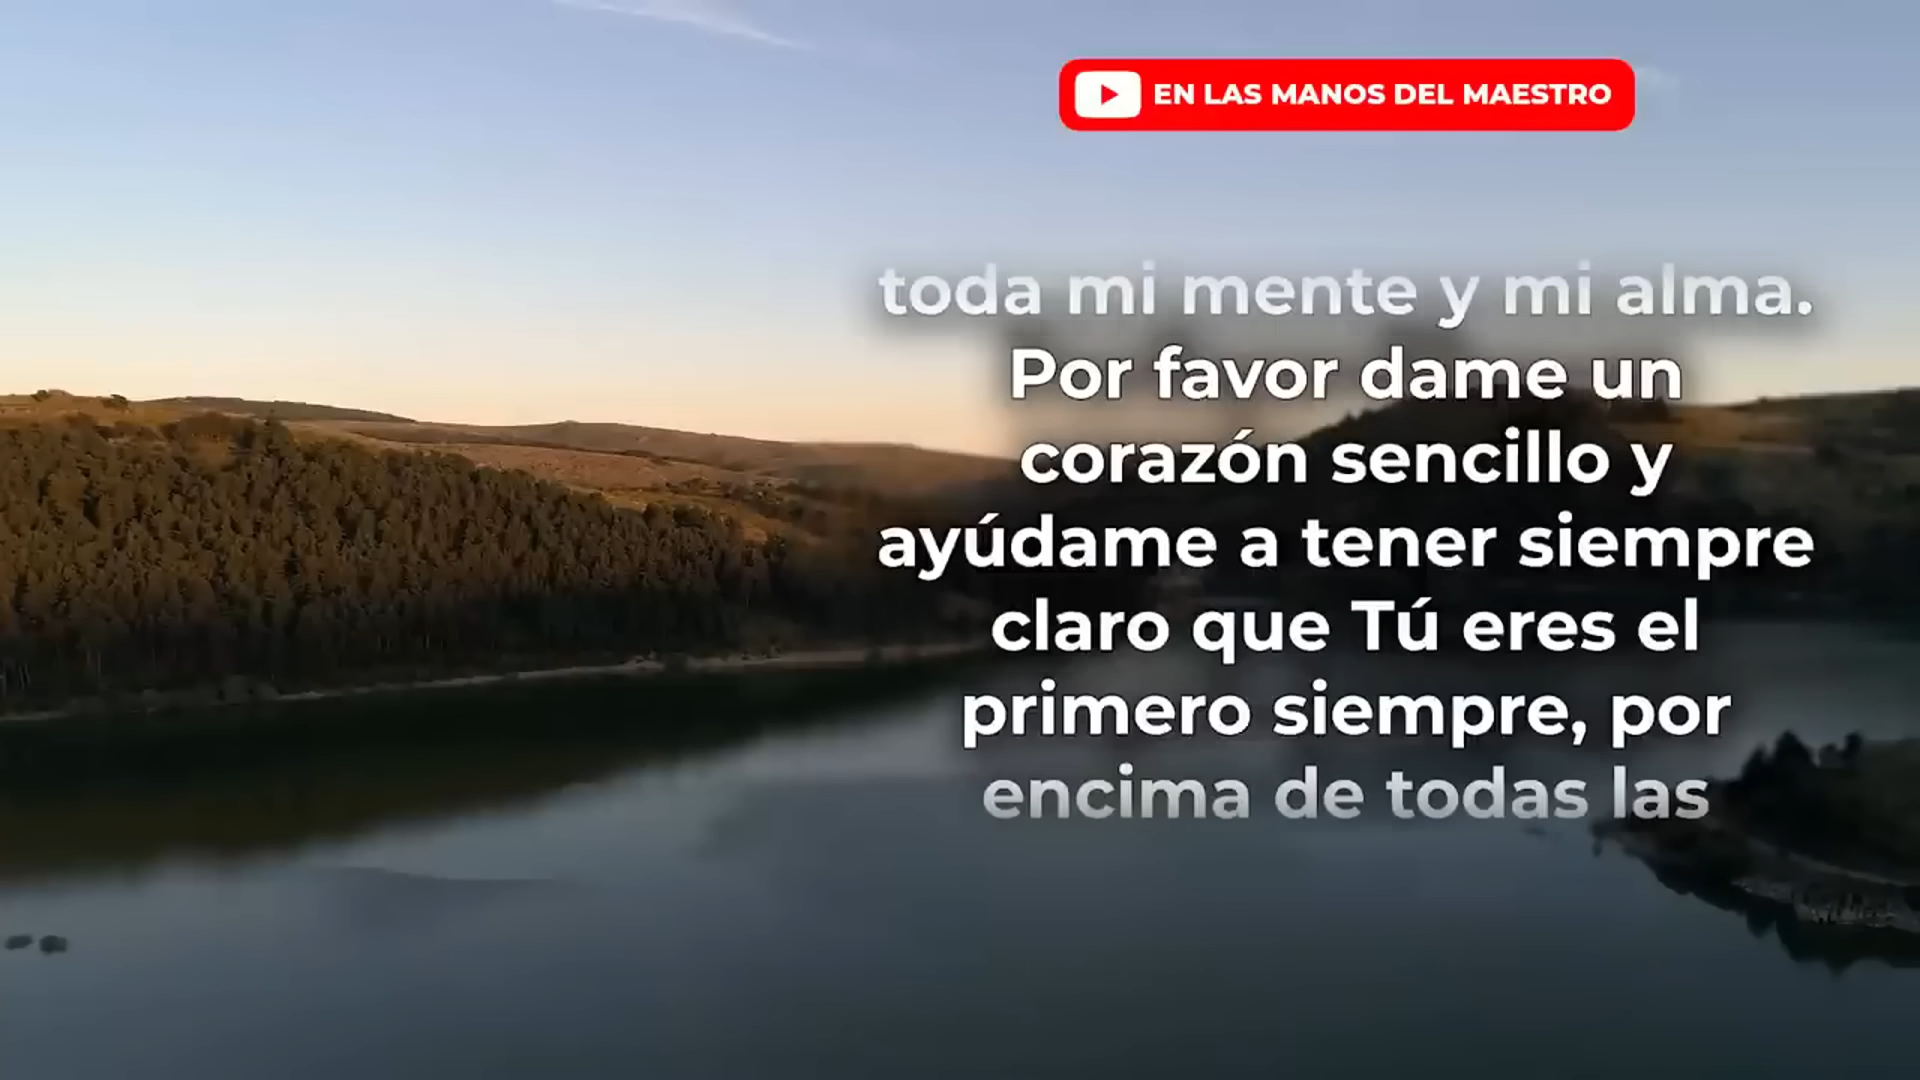 EN LAS MANOS DEL MAESTRO
toda mi mente y mi alma.
Por favor dame un
corazón sencillo y
ayúdame a tener siempre
claro que Tú eres el
primero siempre, por
encima de todas las